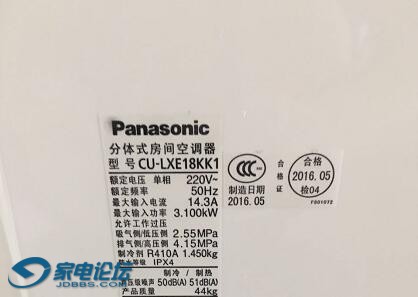 Panasonic
分体式房间空调器
型 号 CU-LXE18KK1
额定电压 单相 220V~
额定频率 50Hz
最大输入电流 14.3A
最大输入功率 3.100kW
允许工作过压
吸气侧/低压侧 2.55MPa
排气侧/高压侧 4.15MPa
制冷剂 R410A 1.450kg
防水等级 IPX4
制冷 / 制热
压级噪声 50dB(A) 51dB(A)
44kg
CCC
制造日期
2016.05
合格证
合格
2016.05
检04
家电论坛
JDBBS.COM